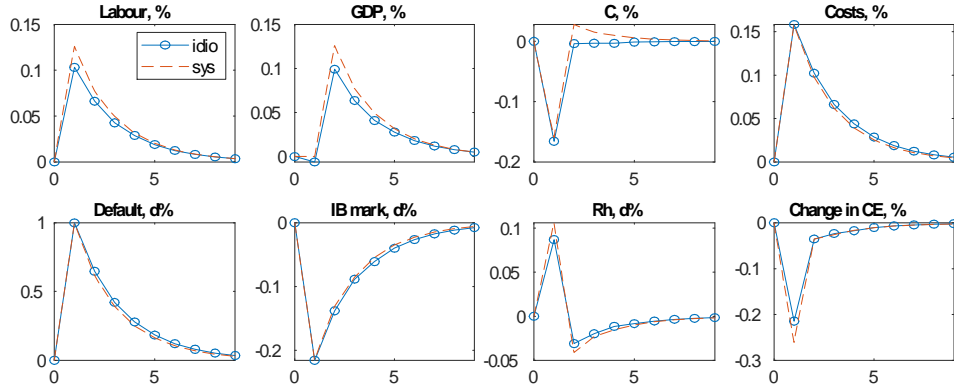 Labour, % GDP, % C, % Costs, %
0.15 0.15 0 0.15
0.1 0.1 -0.1 0.1
0.05 0.05 0.05
0 0 -0.2 0
idio
sys
0 5 0 5 0 5 0 5
Default, d% IB mark, d% Rh, d% Change in CE, %
1 0 0.1 0
0.5 -0.1 0.05 -0.1
0 -0.2
0 -0.2 -0.05 -0.3
0 5 0 5 0 5 0 5